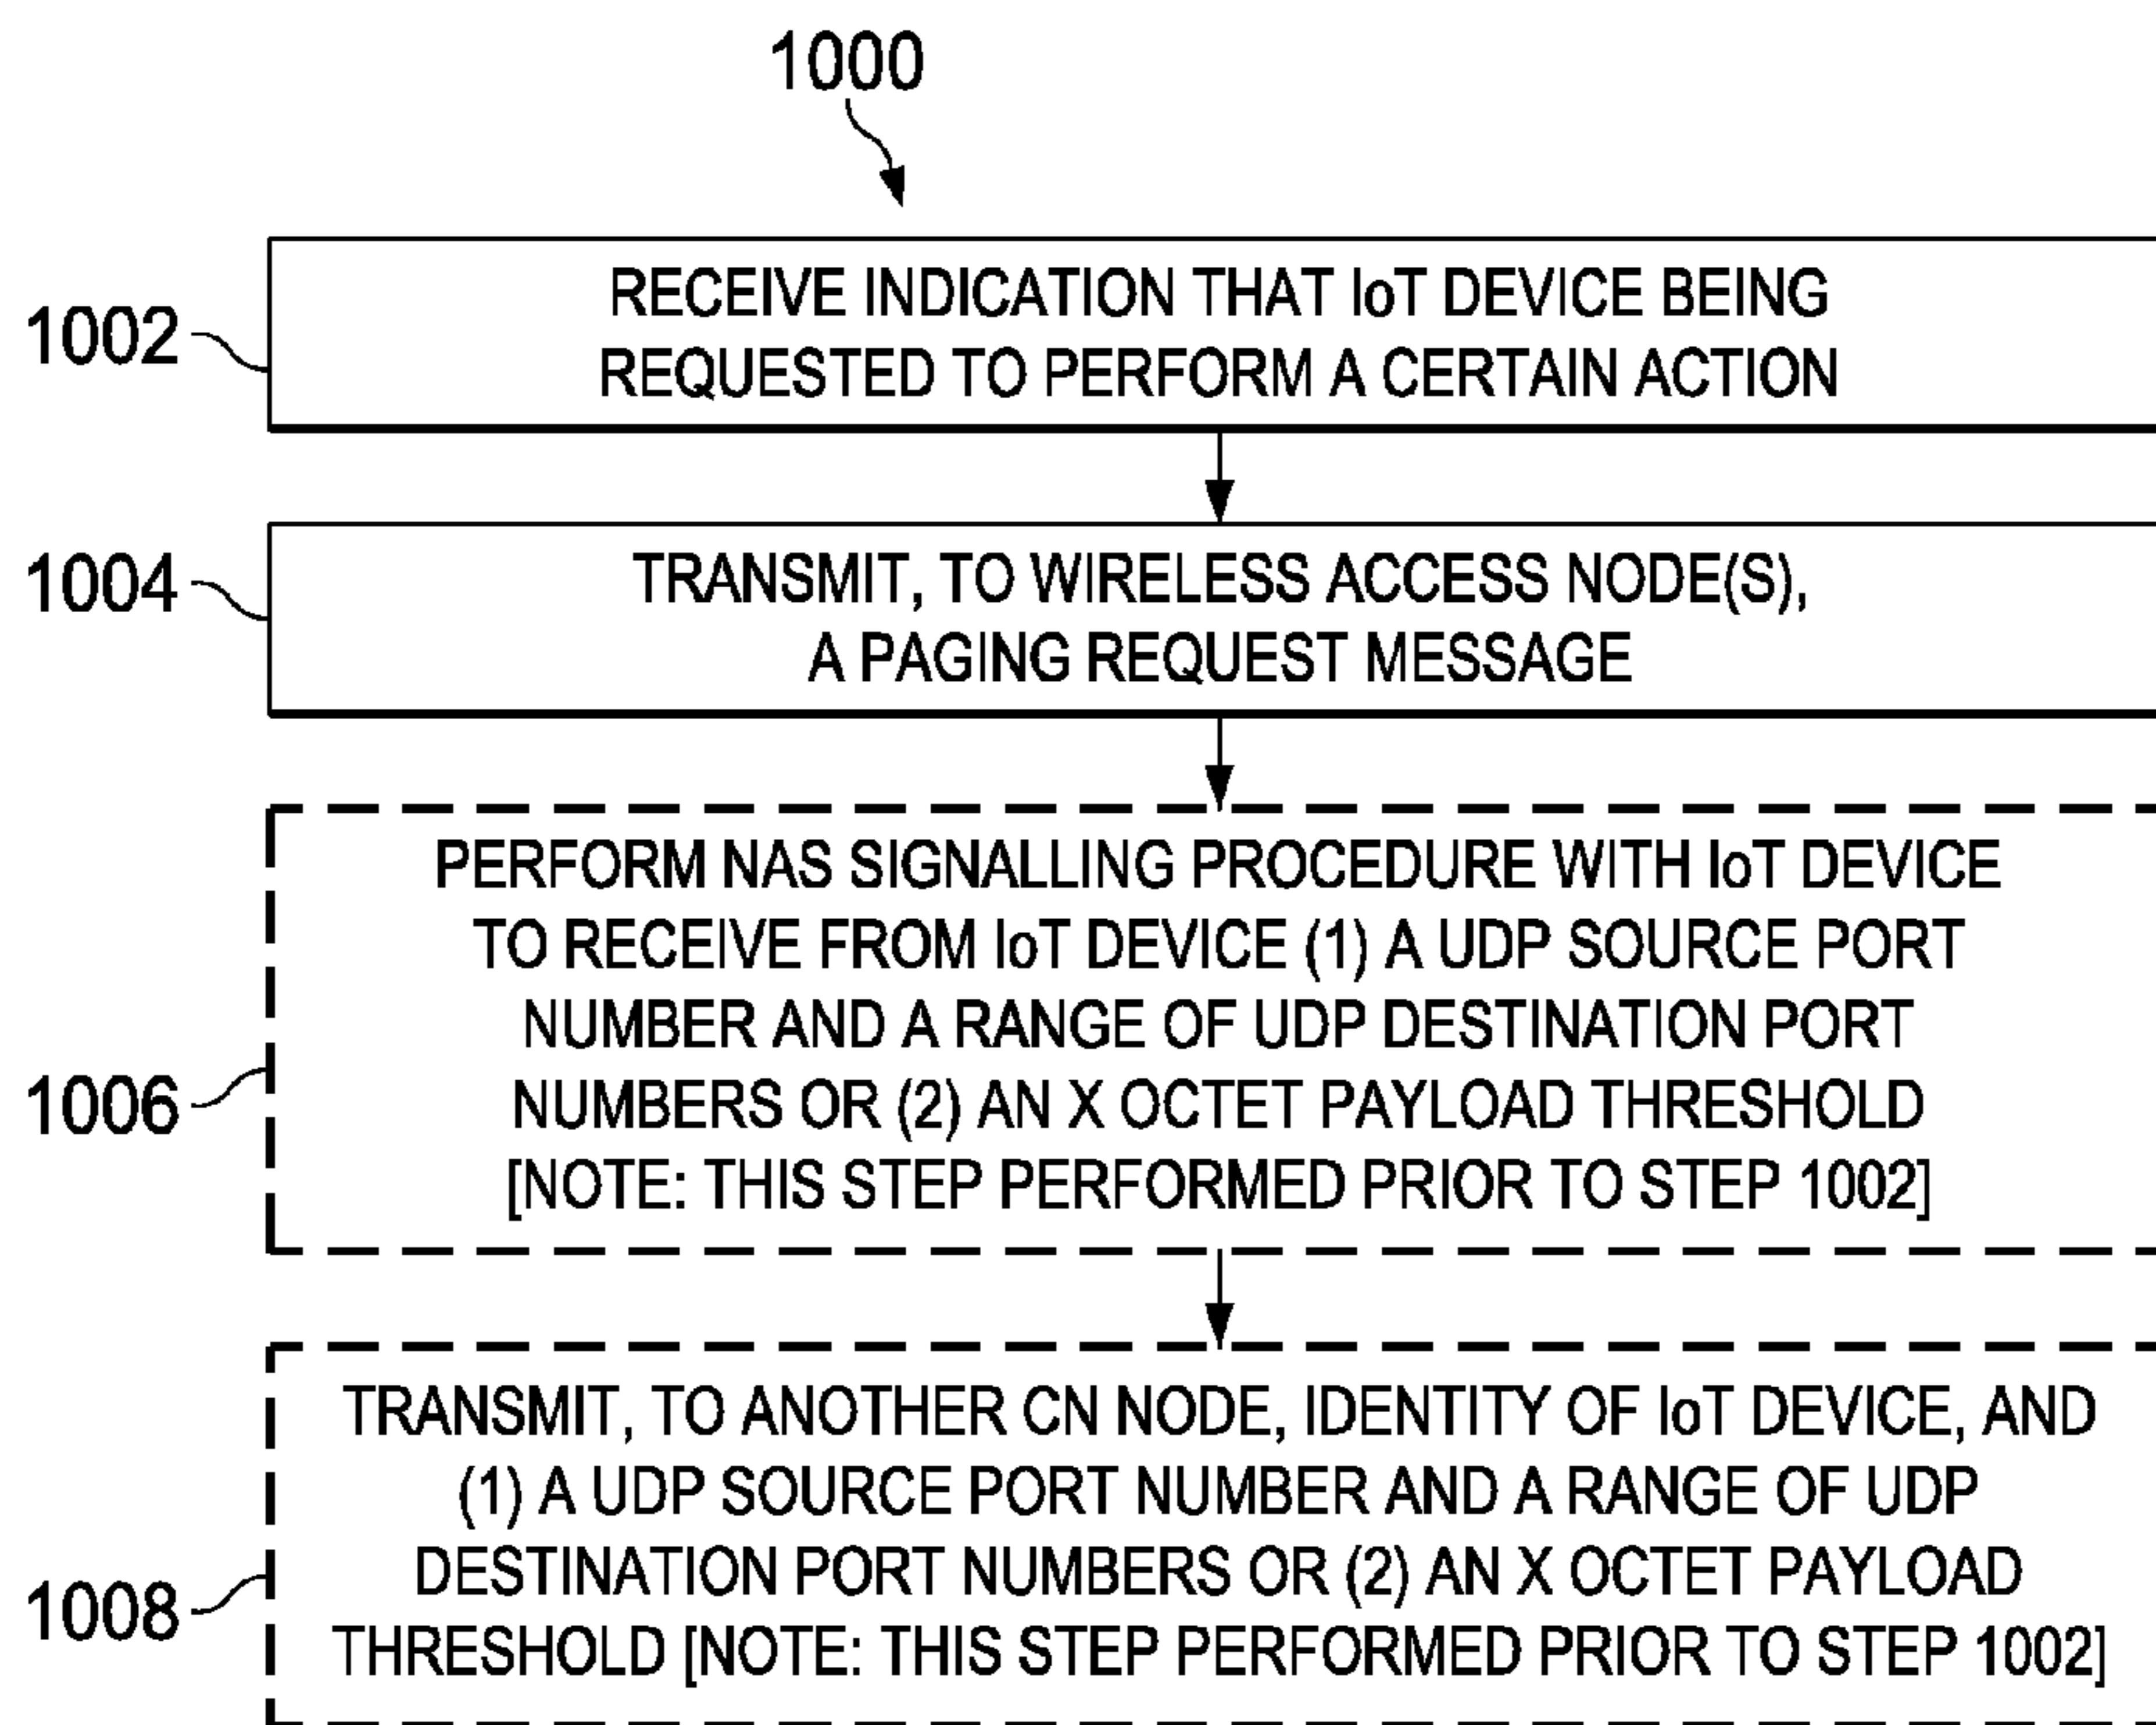 1000
1002
RECEIVE INDICATION THAT IoT DEVICE BEING
REQUESTED TO PERFORM A CERTAIN ACTION
1004
TRANSMIT, TO WIRELESS ACCESS NODE(S),
A PAGING REQUEST MESSAGE
1006
PERFORM NAS SIGNALLING PROCEDURE WITH IoT DEVICE
TO RECEIVE FROM IoT DEVICE (1) A UDP SOURCE PORT
NUMBER AND A RANGE OF UDP DESTINATION PORT
NUMBERS OR (2) AN X OCTET PAYLOAD THRESHOLD
[NOTE: THIS STEP PERFORMED PRIOR TO STEP 1002]
1008
TRANSMIT, TO ANOTHER CN NODE, IDENTITY OF IoT DEVICE, AND
(1) A UDP SOURCE PORT NUMBER AND A RANGE OF UDP
DESTINATION PORT NUMBERS OR (2) AN X OCTET PAYLOAD
THRESHOLD [NOTE: THIS STEP PERFORMED PRIOR TO STEP 1002]